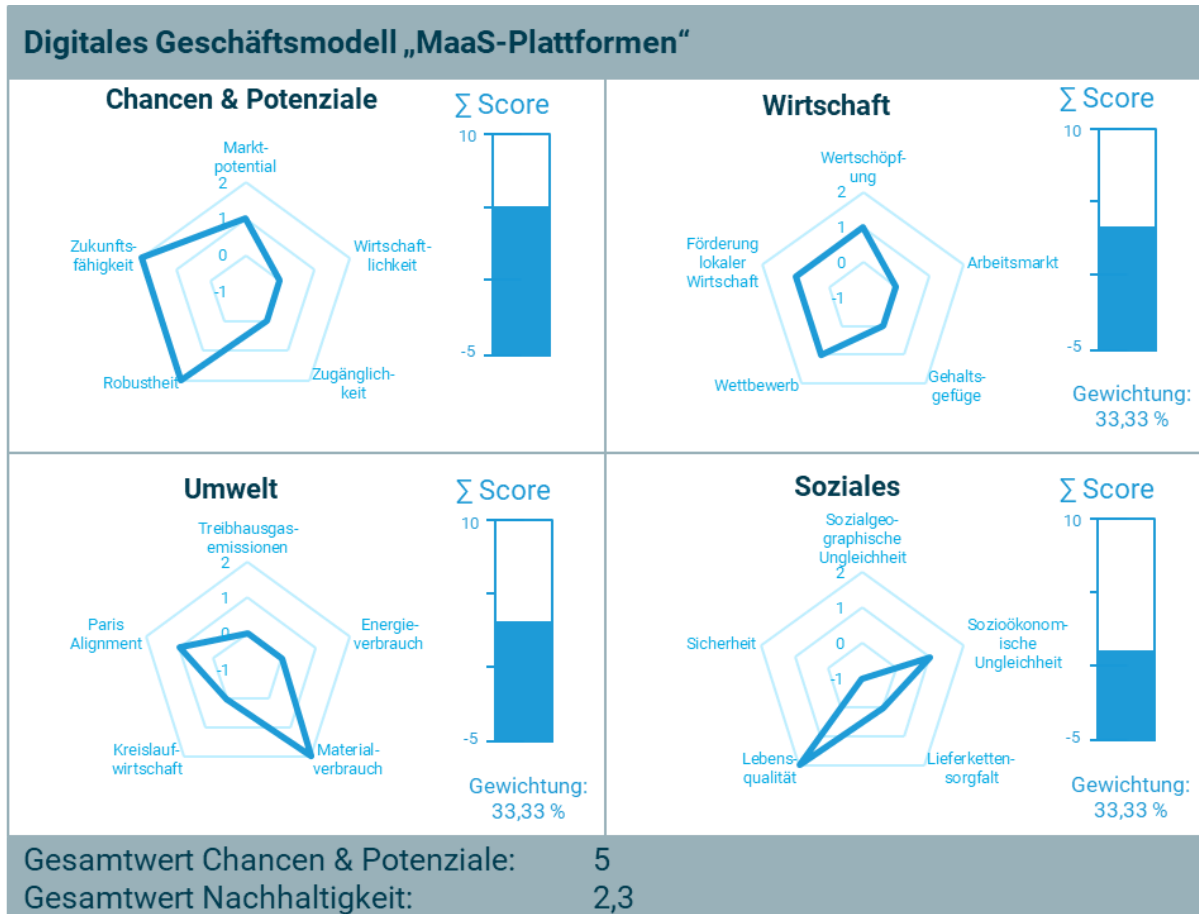 Digitales Geschäftsmodell „MaaS-Plattformen“
Chancen & Potenziale
∑ Score
10
-5
Markt-
potential
2
1
0
-1
Wirtschaft-
lichkeit
Zugänglich-
keit
Robustheit
Zukunfts-
fähigkeit
Wirtschaft
∑ Score
10
-5
Wertschöpf-
ung
2
1
0
-1
Arbeitsmarkt
Gehalts-
gefüge
Wettbewerb
Förderung
lokaler
Wirtschaft
Gewichtung:
33,33 %
Umwelt
∑ Score
10
-5
Treibhausgas-
emissionen
2
1
0
-1
Energie-
verbrauch
Material-
verbrauch
Kreislauf-
wirtschaft
Paris
Alignment
Gewichtung:
33,33 %
Soziales
∑ Score
10
-5
Sozialgeo-
graphische
Ungleichheit
2
1
0
-1
Sozioökonom-
ische
Ungleichheit
Lieferketten-
sorgfalt
Lebens-
qualität
Sicherheit
Gewichtung:
33,33 %
Gesamtwert Chancen & Potenziale: 5
Gesamtwert Nachhaltigkeit: 2,3